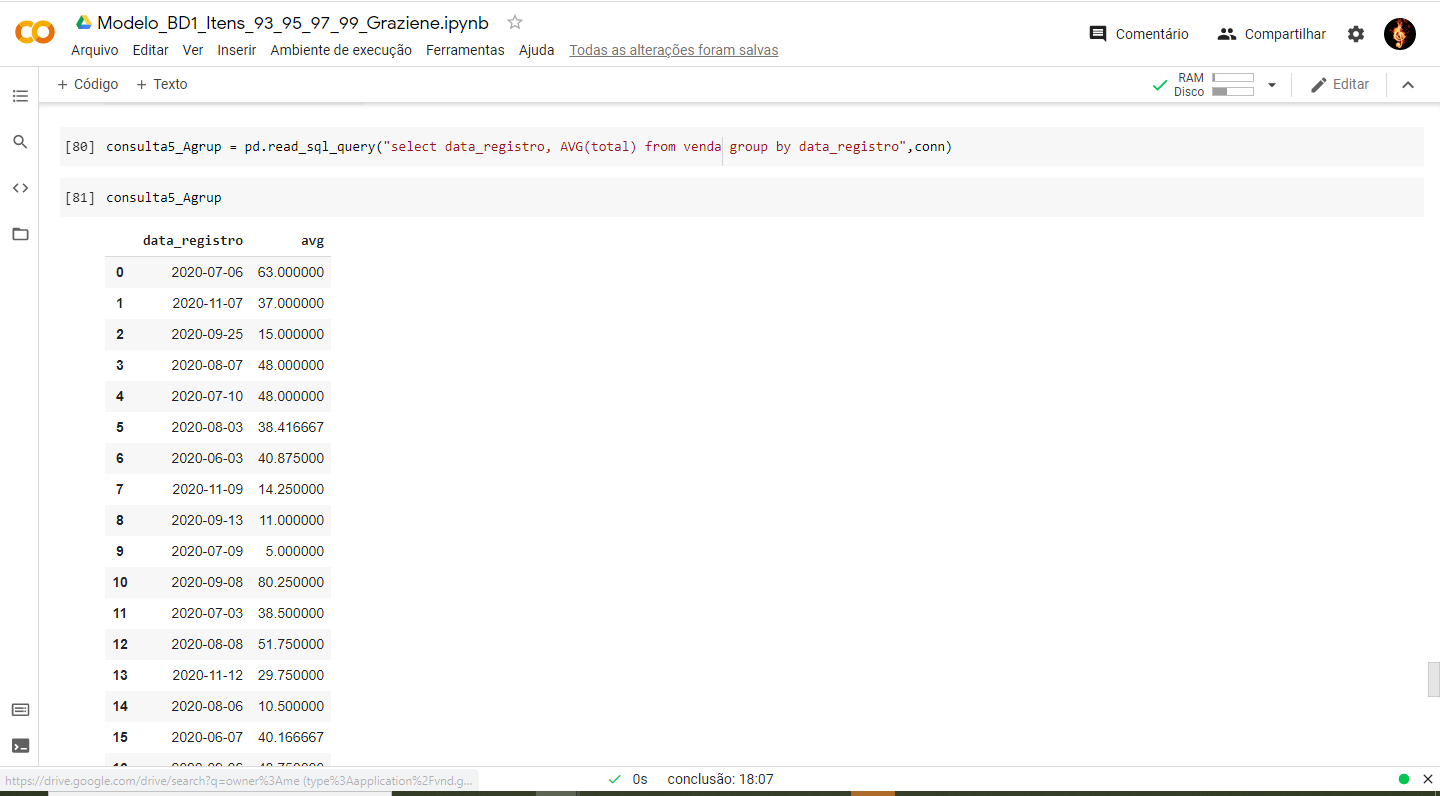 Modelo_BD1_Itens_93_95_97_99_Graziene.ipynb
Arquivo Editar Ver Inserir Ambiente de execução Ferramentas Ajuda Todas as alterações foram salvas
Comentário Compartilhar
+ Código + Texto
RAM
Disco
Editar
[80] consulta5_Agrup = pd.read_sql_query("select data_registro, AVG(total) from venda group by data_registro",conn)
[81] consulta5_Agrup
data_registro avg
0 2020-07-06 63.000000
1 2020-11-07 37.000000
2 2020-09-25 15.000000
3 2020-08-07 48.000000
4 2020-07-10 48.000000
5 2020-08-03 38.416667
6 2020-06-03 40.875000
7 2020-11-09 14.250000
8 2020-09-13 11.000000
9 2020-07-09 5.000000
10 2020-09-08 80.250000
11 2020-07-03 38.500000
12 2020-08-08 51.750000
13 2020-11-12 29.750000
14 2020-08-06 10.500000
15 2020-06-07 40.166667
https://drive.google.com/drive/search?q=owner%3Ame (type%3Aapplication%2Fvnd.g...
0s conclusão: 18:07